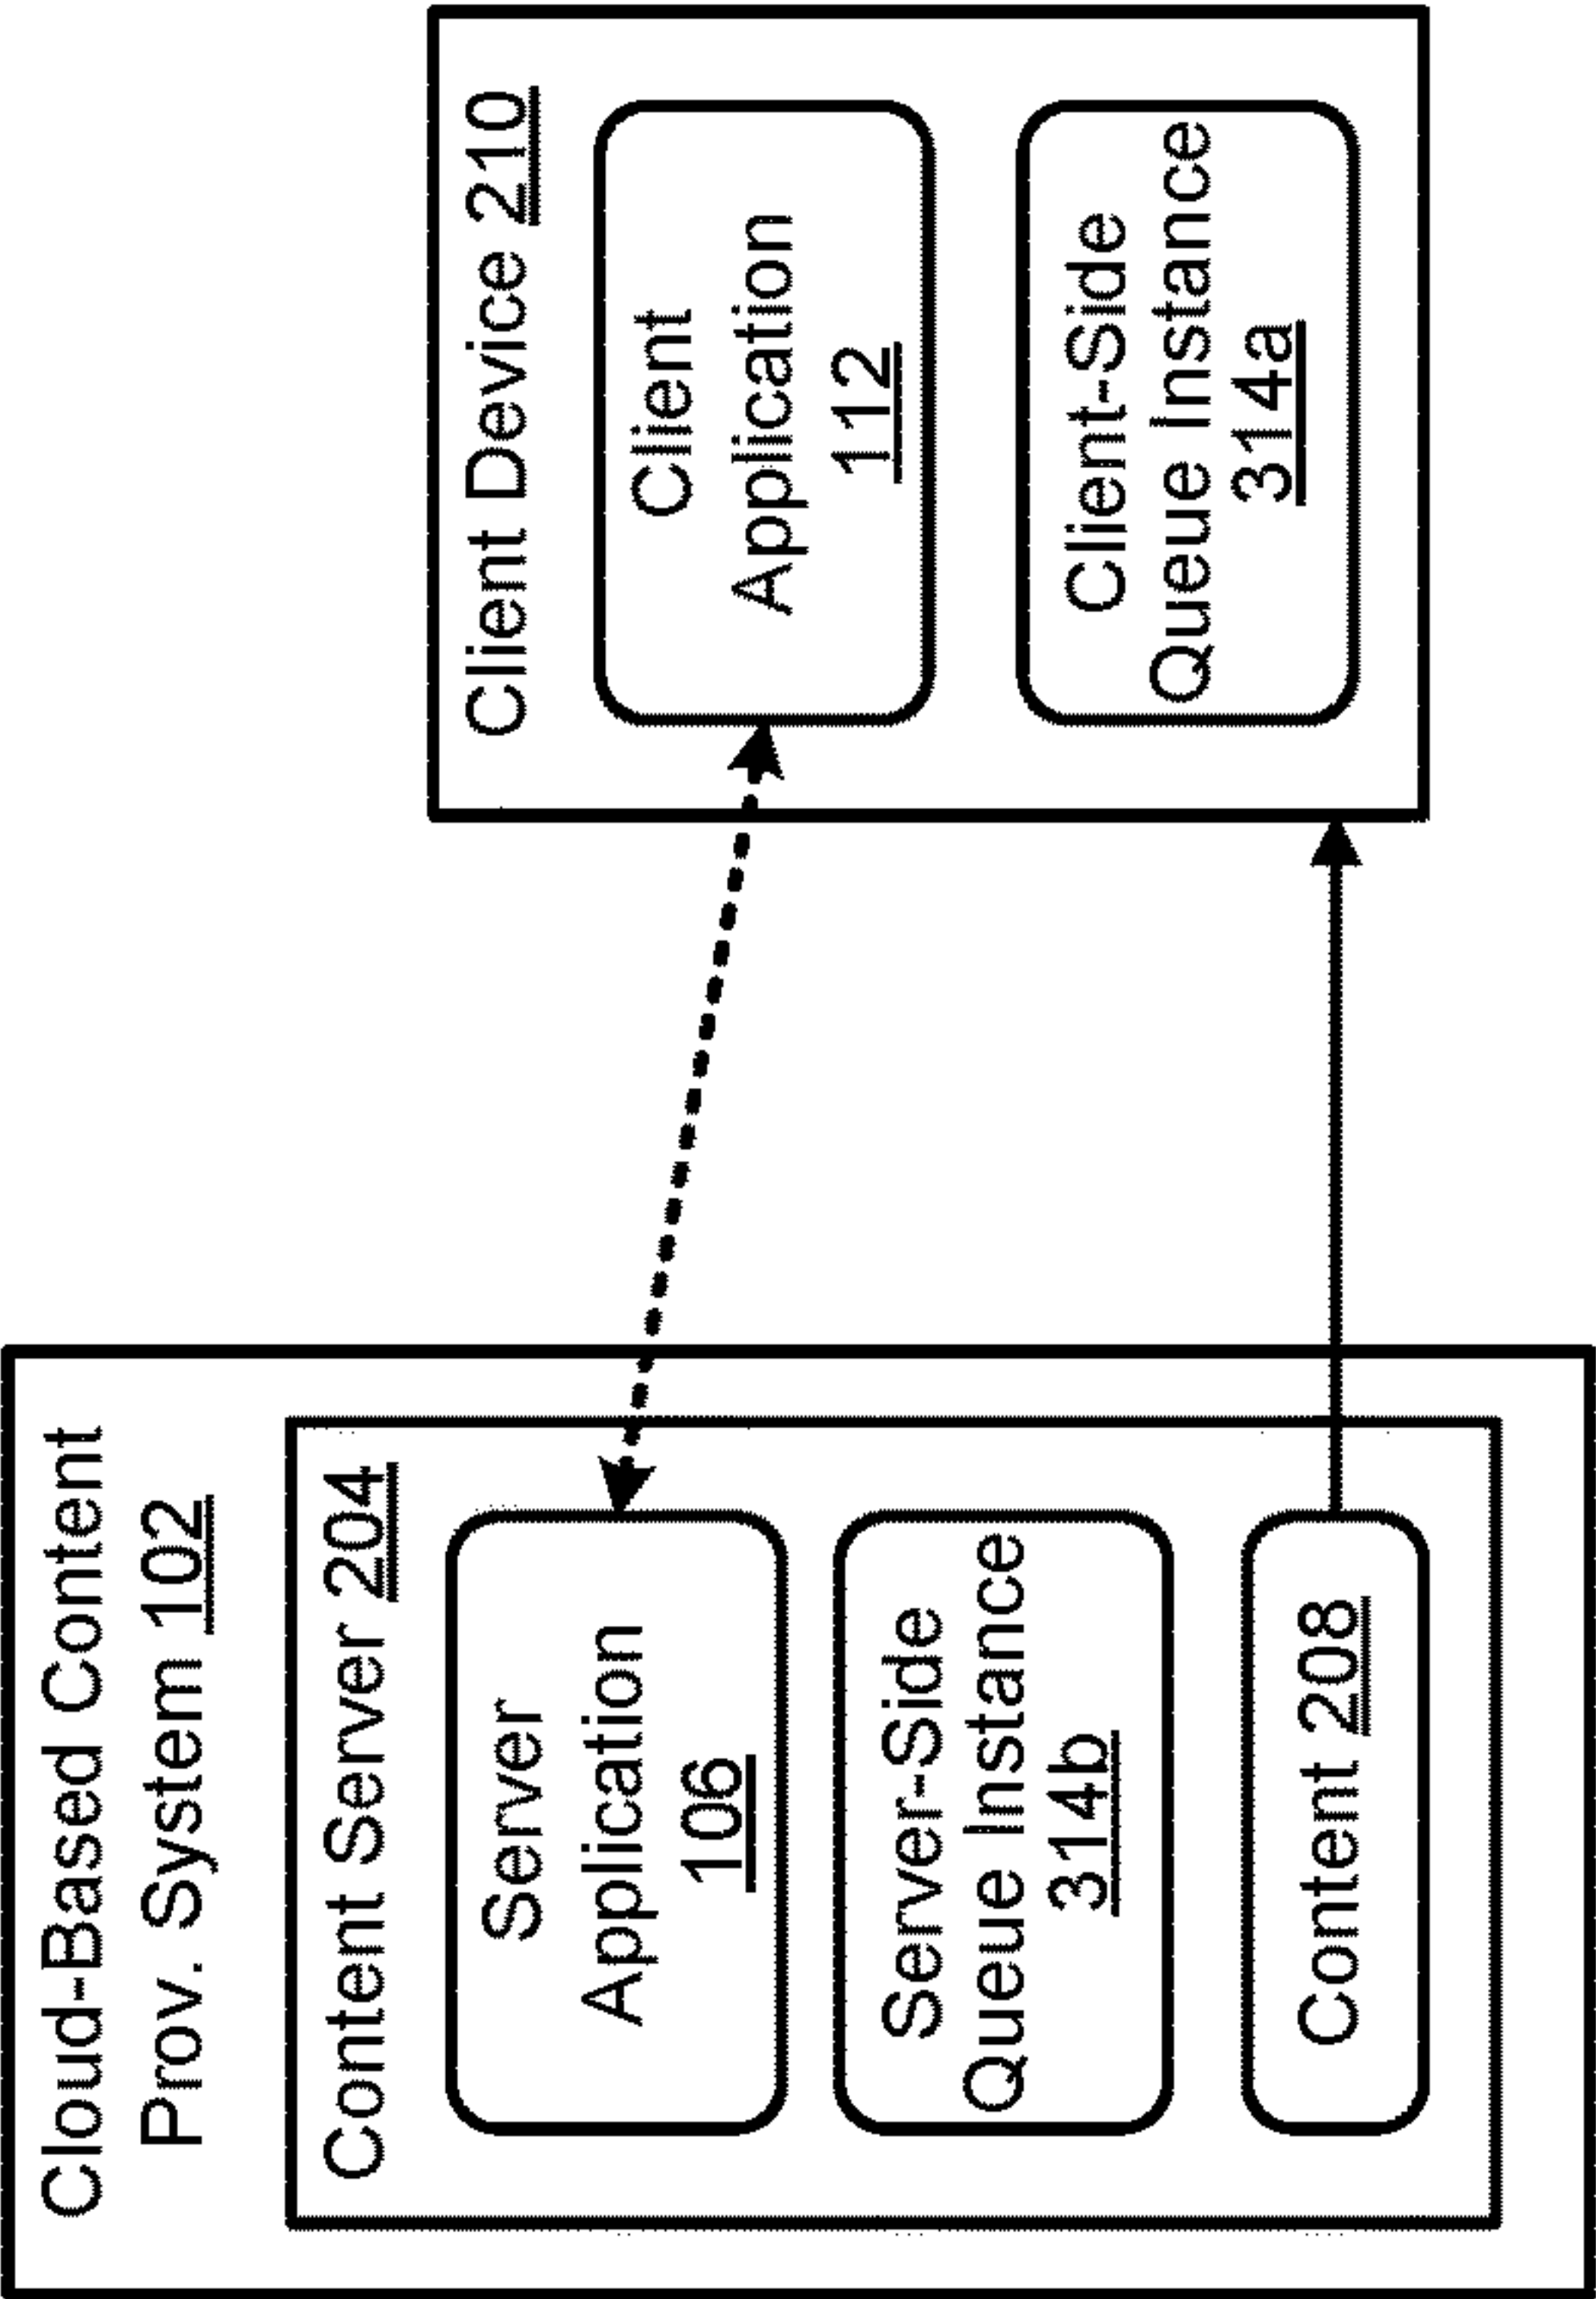 Cloud-Based Content
Prov. System 102
Content Server 204
Server
Application
106
Server-Side
Queue Instance
314b
Content 208
Client Device 210
Client
Application
112
Client-Side
Queue Instance
314a